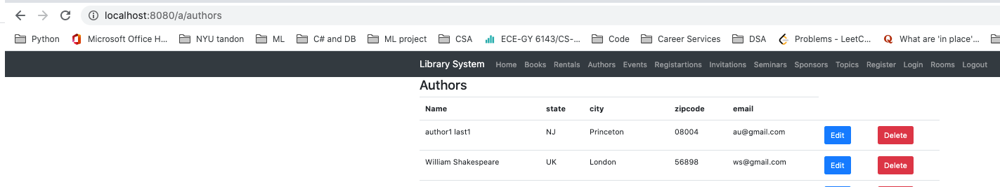 localhost:8080/a/authors
Python Microsoft Office H... NYU tandon ML C# and DB ML project CSA ECE-GY 6143/CS-... Code Career Services DSA Problems - LeetC... What are 'in place'...
Library System Home Books Rentals Authors Events Registartions Invitations Seminars Sponsors Topics Register Login Rooms Logout
Authors
Name state city zipcode email
author1 last1 NJ Princeton 08004 au@gmail.com Edit Delete
William Shakespeare UK London 56898 ws@gmail.com Edit Delete